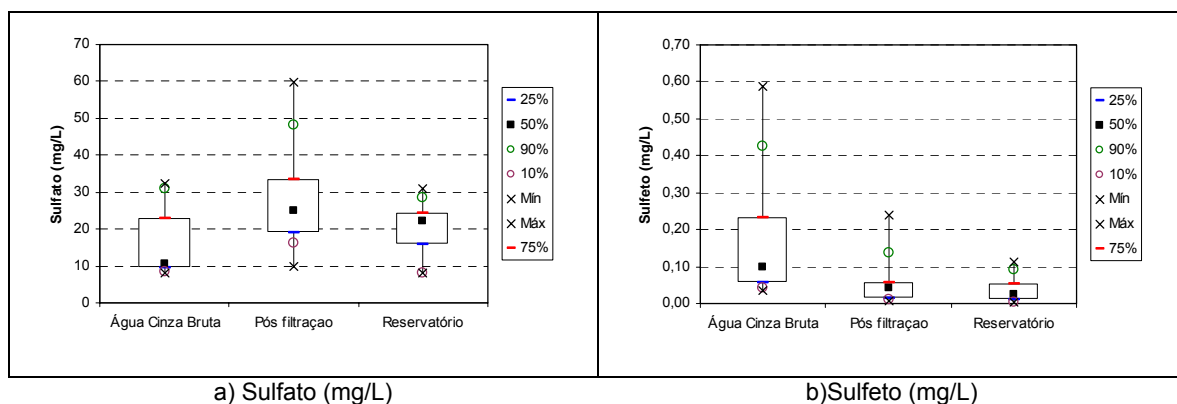 70
60
50
40
30
20
10
0
Sulfato (mg/L)
Água Cinza Bruta
Pós filtraçao
Reservatório
25%
50%
90%
10%
Mín
Máx
75%
a) Sulfato (mg/L)
0,70
0,60
0,50
0,40
0,30
0,20
0,10
0,00
Sulfeto (mg/L)
Água Cinza Bruta
Pós filtraçao
Reservatório
25%
50%
90%
10%
Mín
Máx
75%
b)Sulfeto (mg/L)